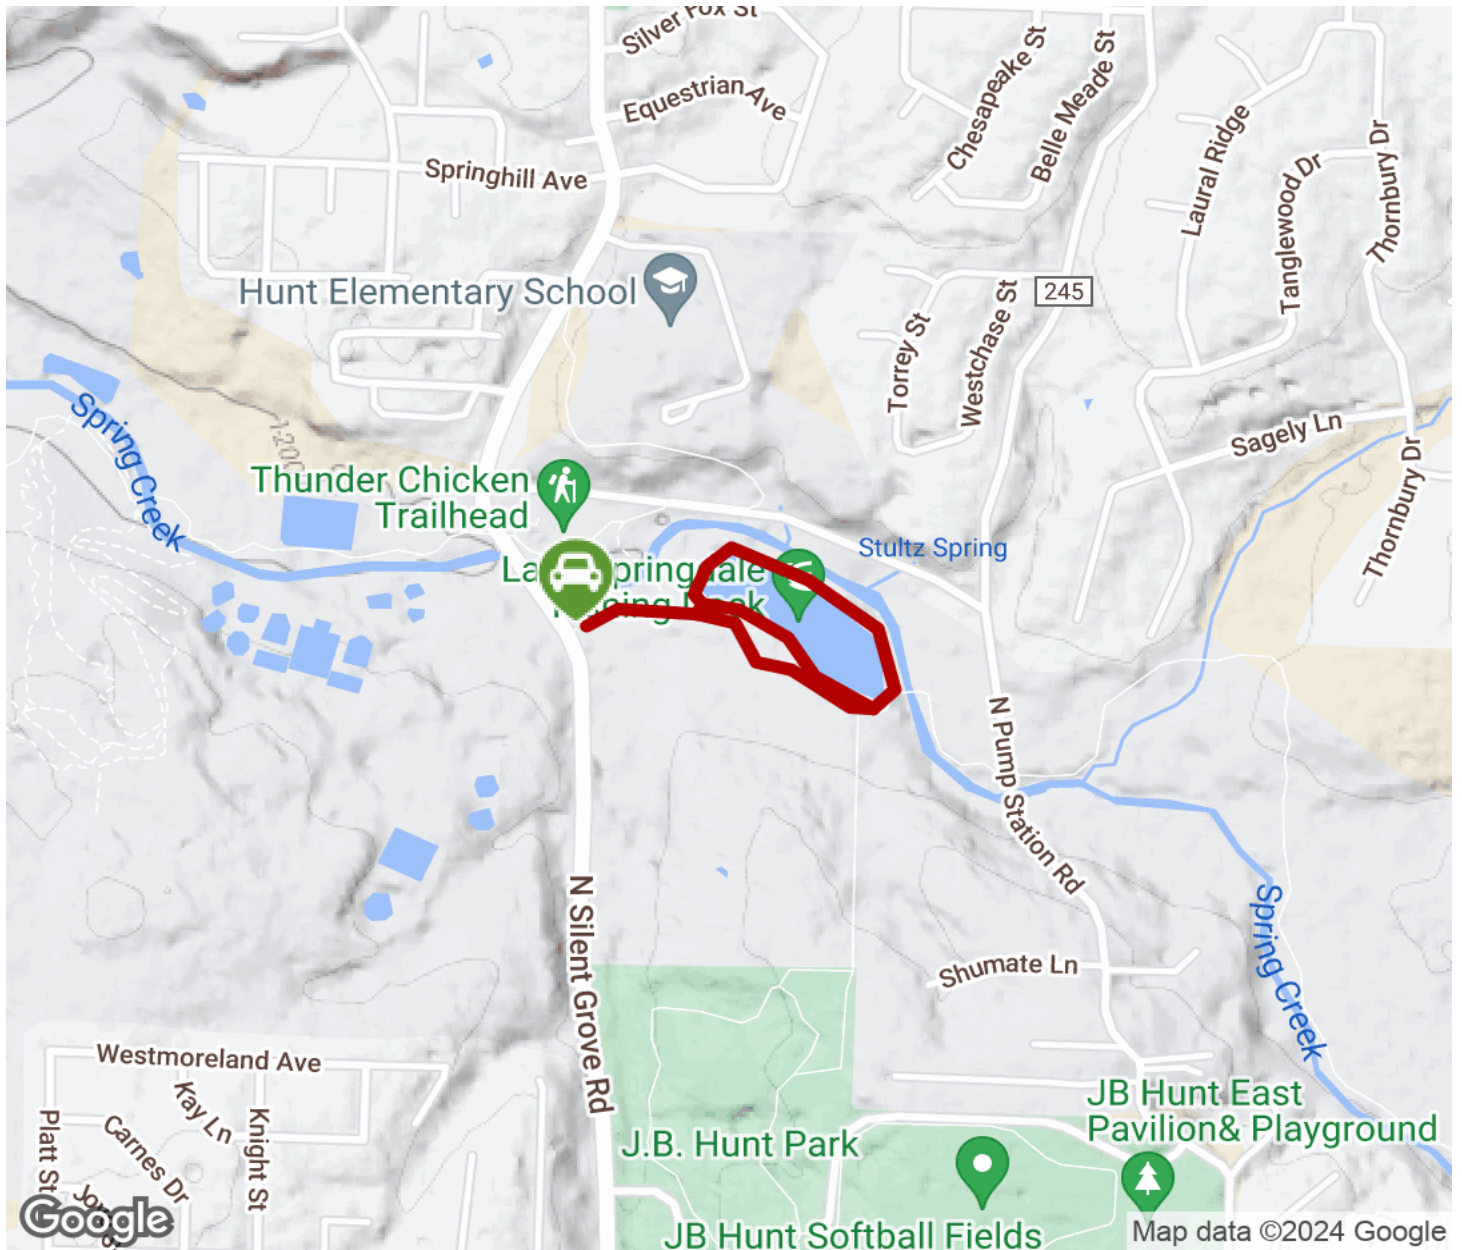 Silver Fox St
Equestrian Ave
Springhill Ave
Chesapeake St
Belle Meade St
Laural Ridge
Tanglewood Dr
Thornbury Dr
Hunt Elementary School
245
Torrey St
Westchase St
Spring Creek
1200
Sagely Ln
Thornbury Dr
Thunder Chicken
Trailhead
Stultz Spring
Springdale
N Pump Station Rd
N Silent Grove Rd
Shumate Ln
Spring Creek
Westmoreland Ave
Kay Ln
Knight St
Platt St
Carnes Dr
J.B. Hunt Park
JB Hunt East
Pavilion& Playground
JB Hunt Softball Fields
Google
Map data ©2024 Google